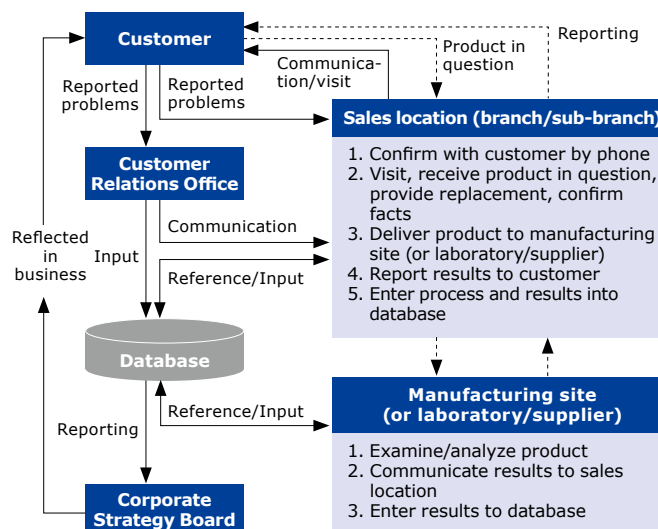 Customer
Reporting
Product in
question
Communica-
tion/visit
Reported
problems
Reported
problems
Sales location (branch/sub-branch)
1. Confirm with customer by phone
2. Visit, receive product in question,
provide replacement, confirm
facts
3. Deliver product to manufacturing
site (or laboratory/supplier)
4. Report results to customer
5. Enter process and results into
database
Customer
Relations Office
Communication
Reflected
in
business
Input
Reference/Input
Database
Reference/Input
Manufacturing site
(or laboratory/supplier)
1. Examine/analyze product
2. Communicate results to sales
location
3. Enter results to database
Reporting
Corporate
Strategy Board